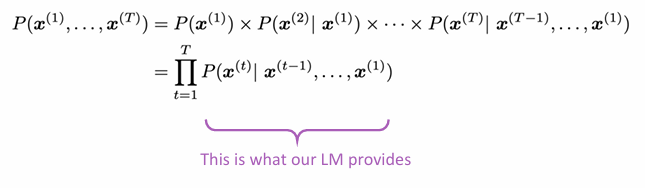 P(x^{(1)}, . . . , x^{(T)}) = P(x^{(1)}) × P(x^{(2)}| x^{(1)}) × · · · × P(x^{(T)}| x^{(T−1)}, . . . , x^{(1)})
= ∏_{t=1}^{T} P(x^{(t)}| x^{(t−1)}, . . . , x^{(1)})
This is what our LM provides